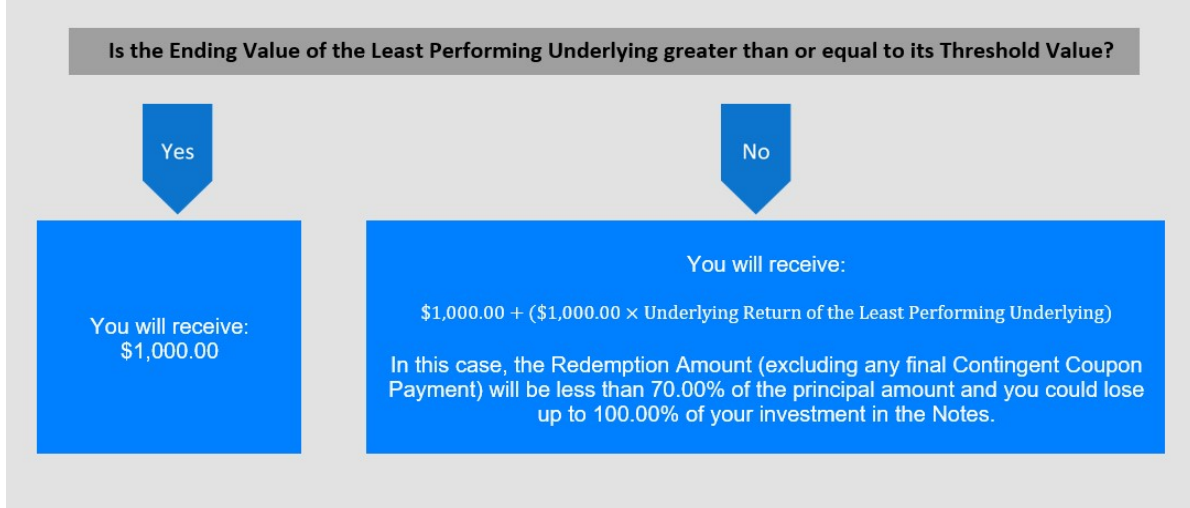 Is the Ending Value of the Least Performing Underlying greater than or equal to its Threshold Value?
Yes
No
You will receive:
$1,000.00
You will receive:
$1,000.00 + ($1,000.00 × Underlying Return of the Least Performing Underlying)
In this case, the Redemption Amount (excluding any final Contingent Coupon
Payment) will be less than 70.00% of the principal amount and you could lose
up to 100.00% of your investment in the Notes.